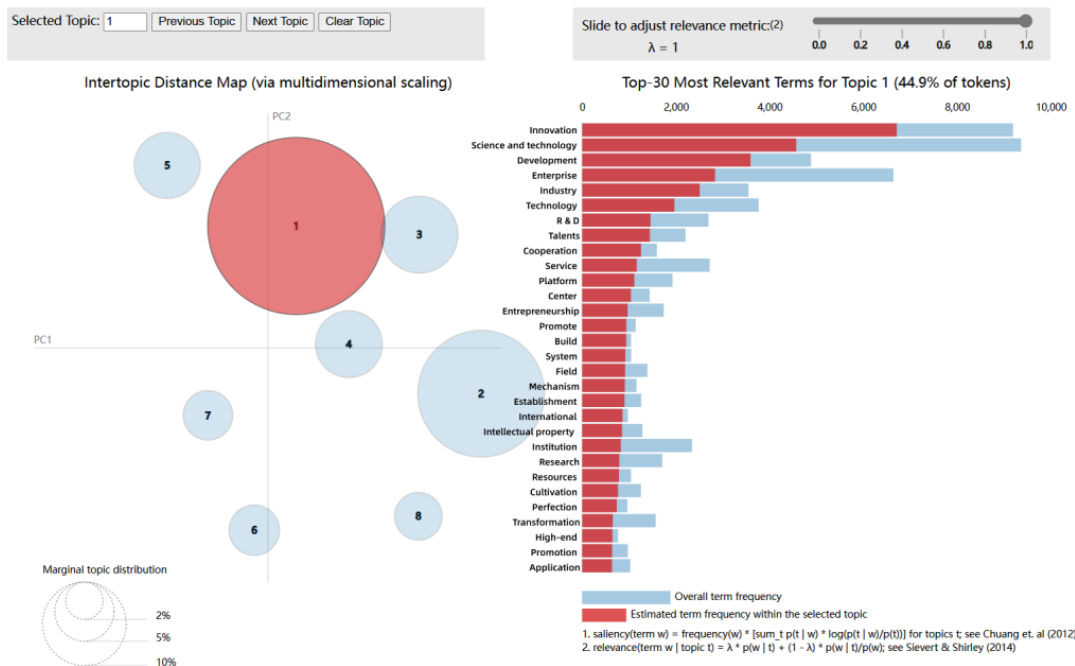 Selected Topic: 1 Previous Topic Next Topic Clear Topic
Slide to adjust relevance metric:(2)
λ = 1
0.0 0.2 0.4 0.6 0.8 1.0
Intertopic Distance Map (via multidimensional scaling)
PC2
PC1
5
1
3
4
2
7
6
8
Marginal topic distribution
2%
5%
10%
Top-30 Most Relevant Terms for Topic 1 (44.9% of tokens)
0 2,000 4,000 6,000 8,000 10,000
Innovation
Science and technology
Development
Enterprise
Industry
Technology
R & D
Talents
Cooperation
Service
Platform
Center
Entrepreneurship
Promote
Build
System
Field
Mechanism
Establishment
International
Intellectual property
Institution
Research
Resources
Cultivation
Perfection
Transformation
High-end
Promotion
Application
Overall term frequency
Estimated term frequency within the selected topic
1. saliency(term w) = frequency(w) * [sum_t p(t | w) * log(p(t | w)/p(t))] for topics t; see Chuang et. al (2012)
2. relevance(term w | topic t) = λ * p(w | t) + (1 - λ) * p(w | t)/p(w); see Sievert & Shirley (2014)